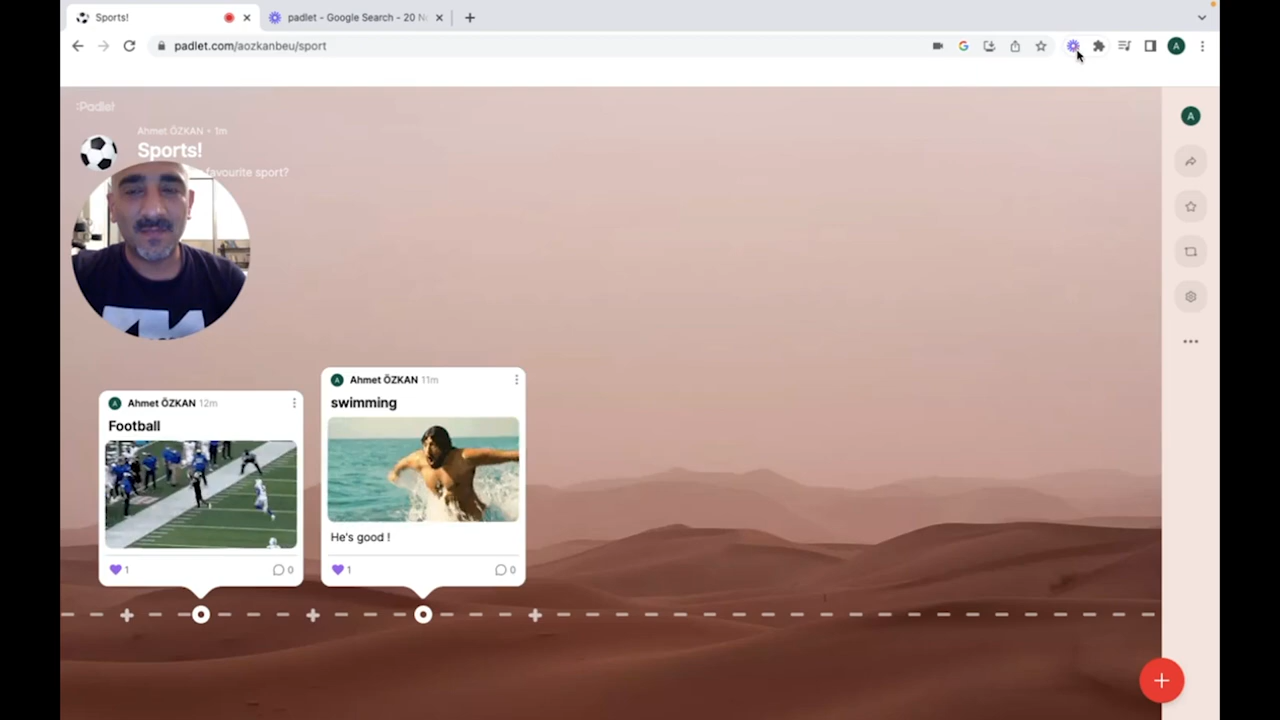 Sports!
padlet - Google Search - 20 N
padlet.com/aozkanbeu/sport
A
:Padlet
Ahmet ÖZKAN • 1m
Sports!
favourite sport?
A
A Ahmet ÖZKAN 11m
swimming
A Ahmet ÖZKAN 12m
Football
He's good !
1 0
1 0